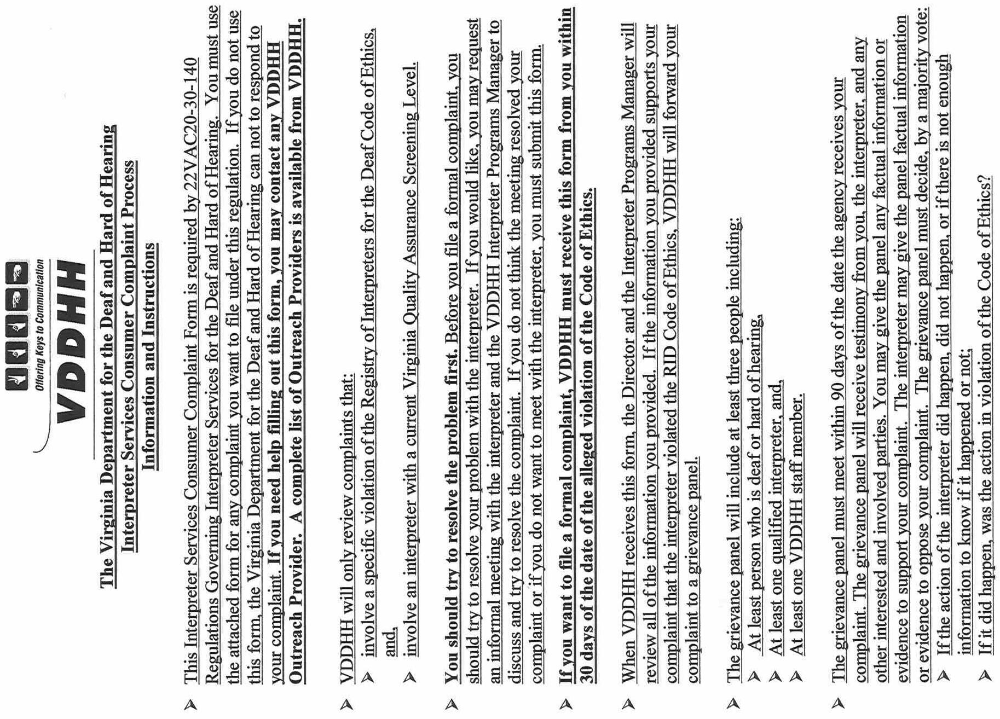 Offering Keys to Communication
VDDHH
The Virginia Department for the Deaf and Hard of Hearing
Interpreter Services Consumer Complaint Process
Information and Instructions
➢ This Interpreter Services Consumer Complaint Form is required by 22VAC20-30-140
Regulations Governing Interpreter Services for the Deaf and Hard of Hearing. You must use
the attached form for any complaint you want to file under this regulation. If you do not use
this form, the Virginia Department for the Deaf and Hard of Hearing can not to respond to
your complaint. If you need help filling out this form, you may contact any VDDHH
Outreach Provider. A complete list of Outreach Providers is available from VDDHH.
➢ VDDHH will only review complaints that:
➢ involve a specific violation of the Registry of Interpreters for the Deaf Code of Ethics,
and,
➢ involve an interpreter with a current Virginia Quality Assurance Screening Level.
➢ You should try to resolve the problem first. Before you file a formal complaint, you
should try to resolve your problem with the interpreter. If you would like, you may request
an informal meeting with the interpreter and the VDDHH Interpreter Programs Manager to
discuss and try to resolve the complaint. If you do not think the meeting resolved your
complaint or if you do not want to meet with the interpreter, you must submit this form.
➢ If you want to file a formal complaint, VDDHH must receive this form from you within
30 days of the date of the alleged violation of the Code of Ethics.
➢ When VDDHH receives this form, the Director and the Interpreter Programs Manager will
review all of the information you provided. If the information you provided supports your
complaint that the interpreter violated the RID Code of Ethics, VDDHH will forward your
complaint to a grievance panel.
➢ The grievance panel will include at least three people including:
➢ At least person who is deaf or hard of hearing,
➢ At least one qualified interpreter, and,
➢ At least one VDDHH staff member.
➢ The grievance panel must meet within 90 days of the date the agency receives your
complaint. The grievance panel will receive testimony from you, the interpreter, and any
other interested and involved parties. You may give the panel any factual information or
evidence to support your complaint. The interpreter may give the panel factual information
or evidence to oppose your complaint. The grievance panel must decide, by a majority vote:
➢ If the action of the interpreter did happen, did not happen, or if there is not enough
information to know if it happened or not;
➢ If it did happen, was the action in violation of the Code of Ethics?